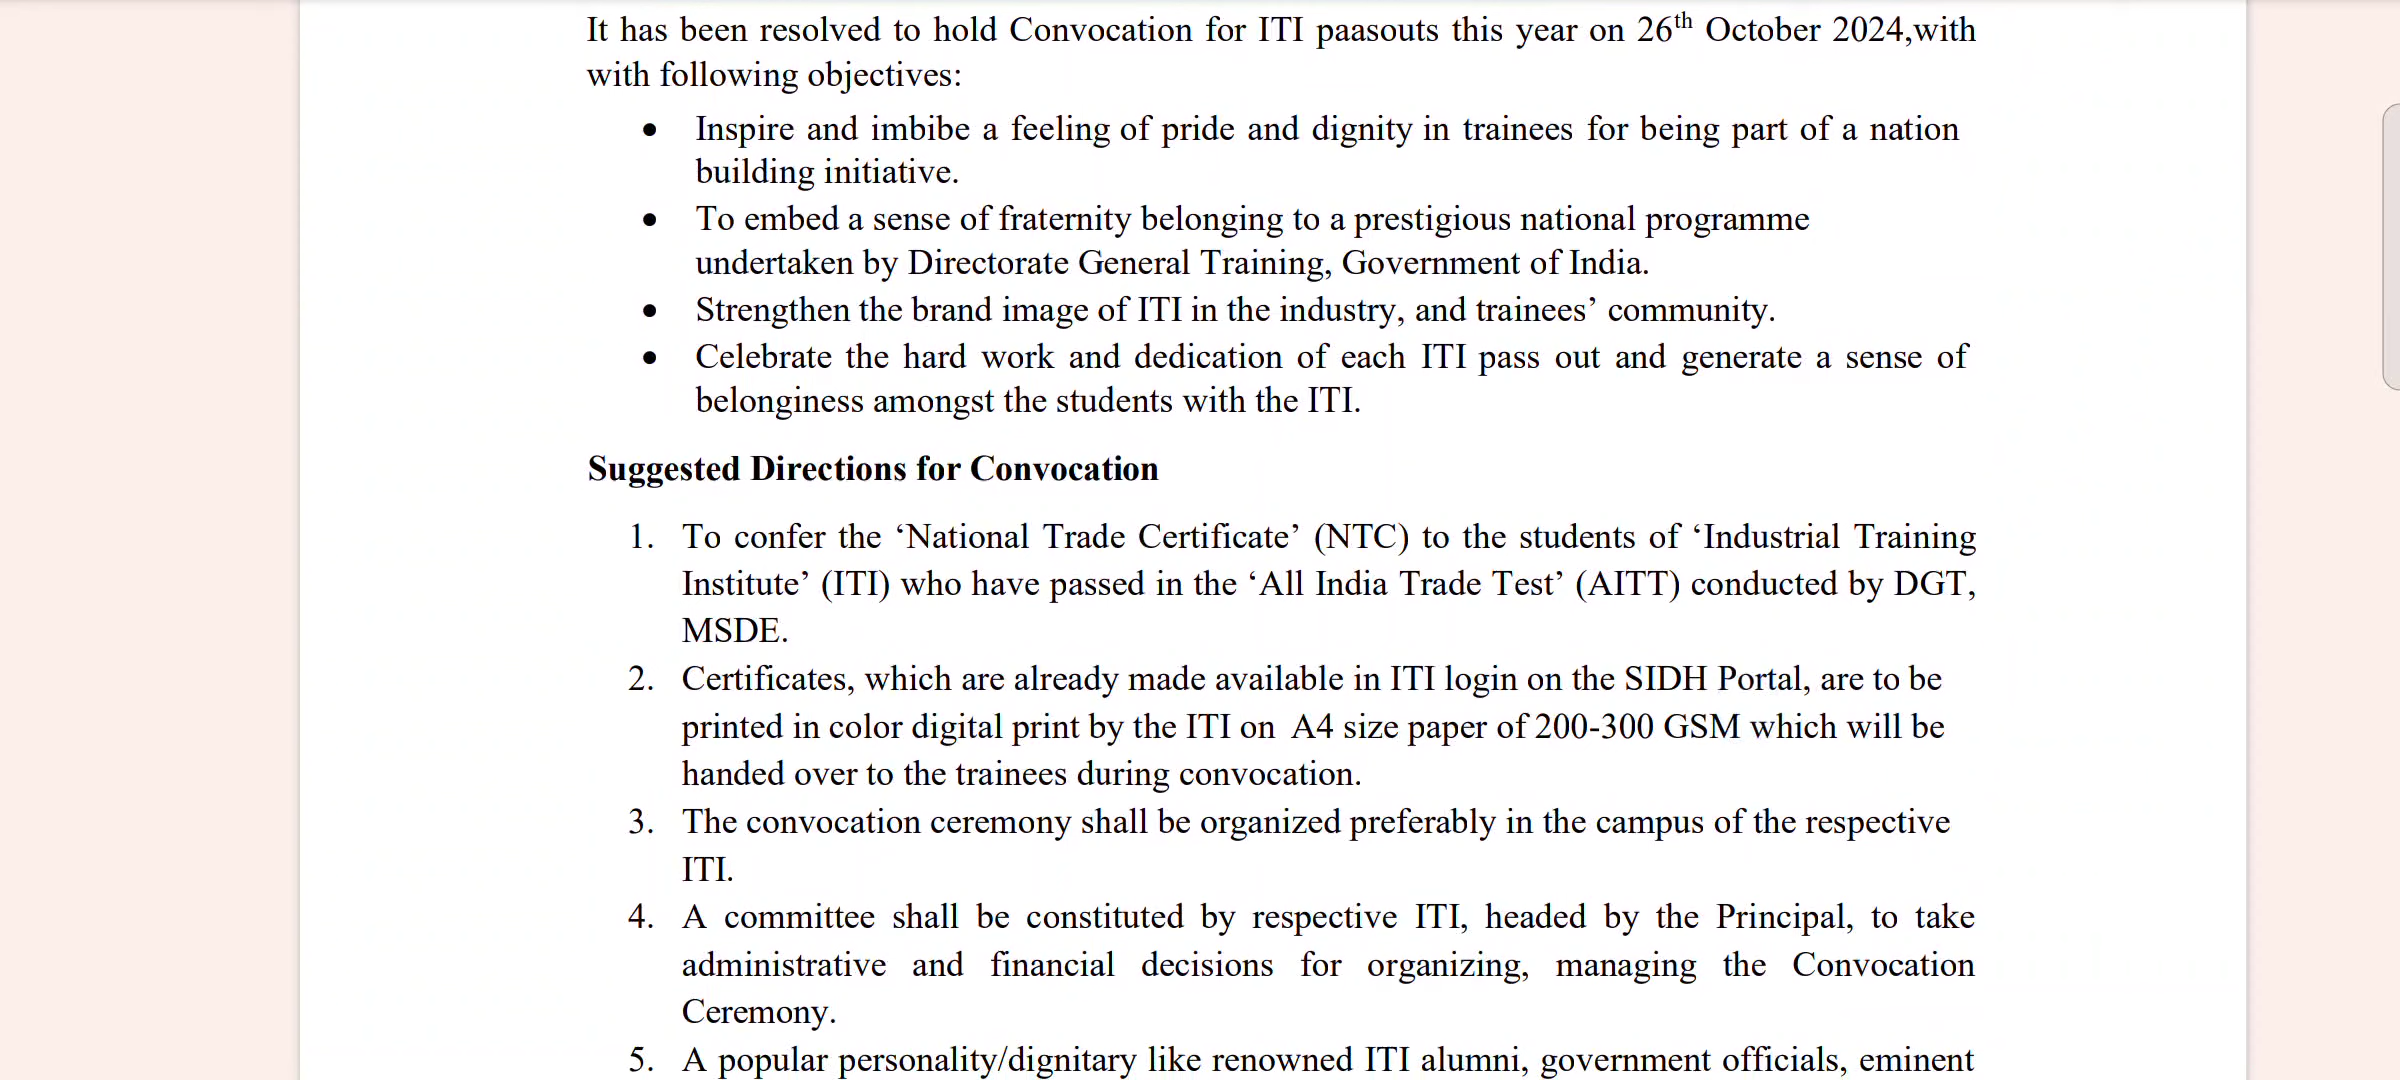 It has been resolved to hold Convocation for ITI paasouts this year on 26th October 2024,with
with following objectives:
• Inspire and imbibe a feeling of pride and dignity in trainees for being part of a nation
building initiative.
• To embed a sense of fraternity belonging to a prestigious national programme
undertaken by Directorate General Training, Government of India.
• Strengthen the brand image of ITI in the industry, and trainees’ community.
• Celebrate the hard work and dedication of each ITI pass out and generate a sense of
belonginess amongst the students with the ITI.
Suggested Directions for Convocation
1. To confer the ‘National Trade Certificate’ (NTC) to the students of ‘Industrial Training
Institute’ (ITI) who have passed in the ‘All India Trade Test’ (AITT) conducted by DGT,
MSDE.
2. Certificates, which are already made available in ITI login on the SIDH Portal, are to be
printed in color digital print by the ITI on A4 size paper of 200-300 GSM which will be
handed over to the trainees during convocation.
3. The convocation ceremony shall be organized preferably in the campus of the respective
ITI.
4. A committee shall be constituted by respective ITI, headed by the Principal, to take
administrative and financial decisions for organizing, managing the Convocation
Ceremony.
5. A popular personality/dignitary like renowned ITI alumni, government officials, eminent